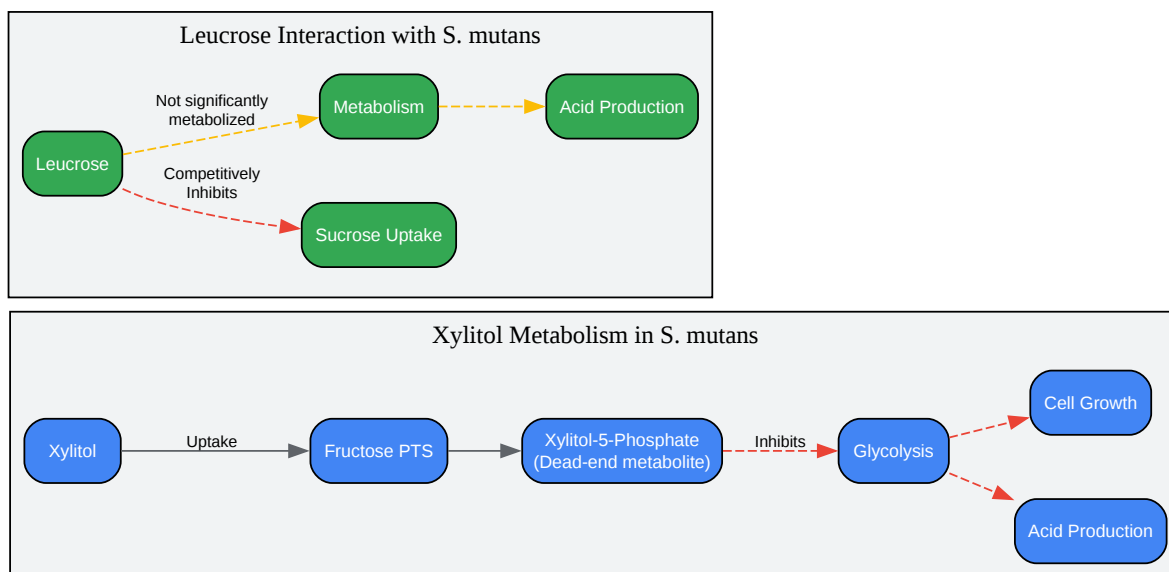 Leucrose Interaction with S. mutans
Not significantly
metabolized
Metabolism
Acid Production
Leucrose
Competitively
Inhibits
Sucrose Uptake
Xylitol Metabolism in S. mutans
Xylitol
Uptake
Fructose PTS
Xylitol-5-Phosphate
(Dead-end metabolite)
Inhibits
Glycolysis
Cell Growth
Acid Production